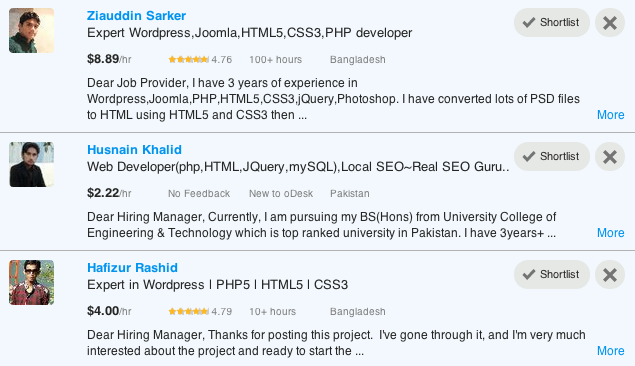 Ziauddin Sarker
Shortlist
Expert Wordpress,Joomla,HTML5,CSS3,PHP developer
$8.89/hr 4.76 100+ hours Bangladesh
Dear Job Provider, I have 3 years of experience in
Wordpress,Joomla,PHP,HTML5,CSS3,jQuery,Photoshop. I have converted lots of PSD files
to HTML using HTML5 and CSS3 then ... More
Husnain Khalid
Shortlist
Web Developer(php,HTML,JQuery,mySQL),Local SEO~Real SEO Guru..
$2.22/hr No Feedback New to oDesk Pakistan
Dear Hiring Manager, Currently, I am pursuing my BS(Hons) from University College of
Engineering & Technology which is top ranked university in Pakistan. I have 3years+ ... More
Hafizur Rashid
Shortlist
Expert in Wordpress | PHP5 | HTML5 | CSS3
$4.00/hr 4.79 10+ hours Bangladesh
Dear Hiring Manager, Thanks for posting this project.  I've gone through it, and I'm very much
interested about the project and ready to start the ... More